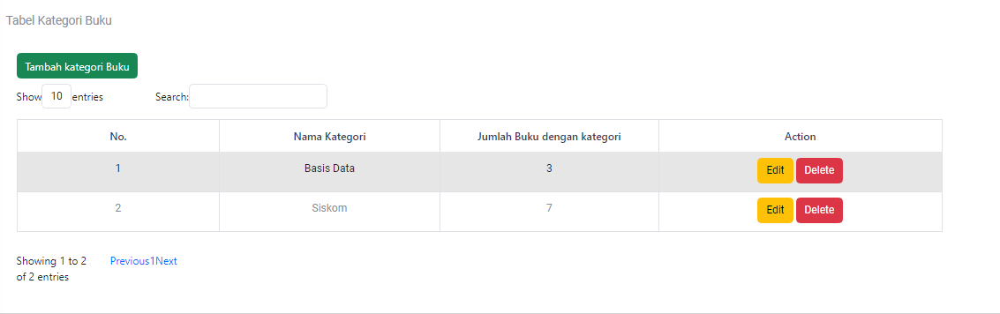 Tabel Kategori Buku
Tambah kategori Buku
Show 10 entries Search:
No. Nama Kategori Jumlah Buku dengan kategori Action
1 Basis Data 3 Edit Delete
2 Siskom 7 Edit Delete
Showing 1 to 2 Previous1Next
of 2 entries